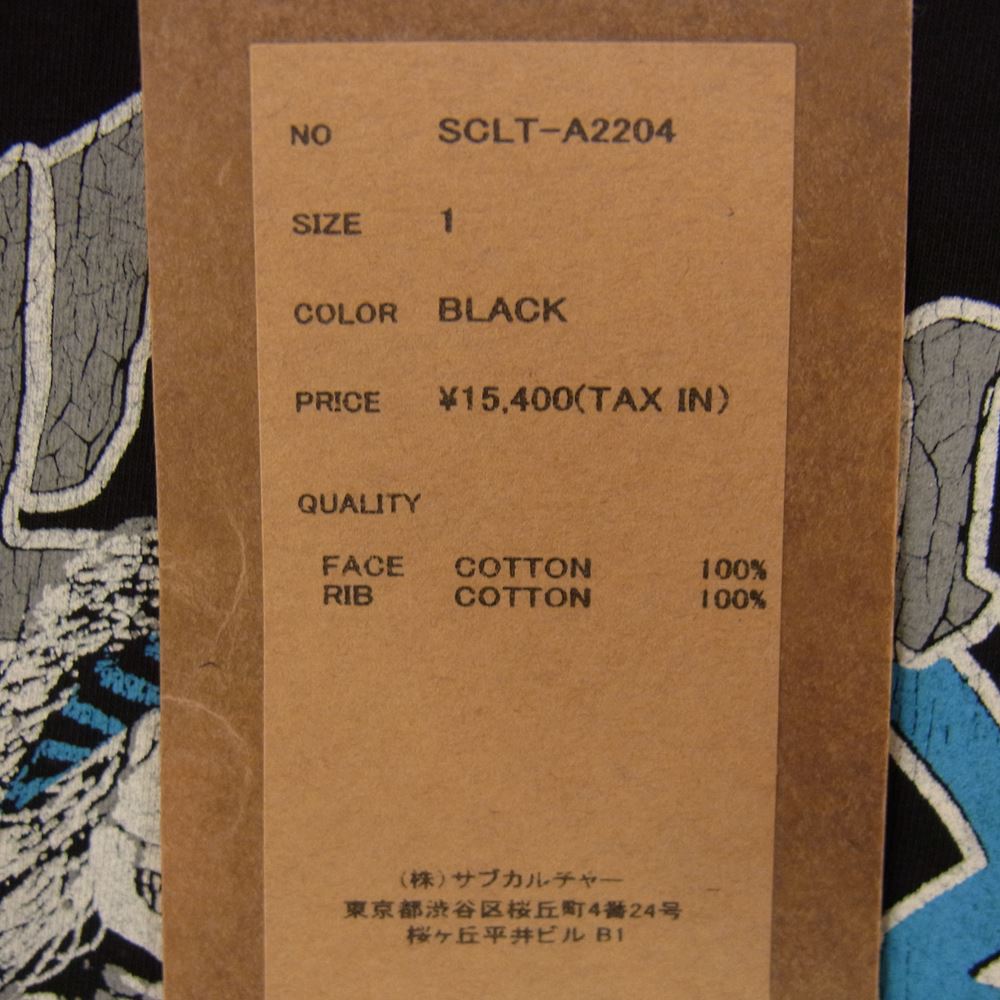 NO SCLT-A2204
SIZE 1
COLOR BLACK
PRICE ¥15,400(TAX IN)
QUALITY
FACE COTTON 100%
RIB COTTON 100%
(株)サブカルチャー
東京都渋谷区桜丘町4番24号
桜ヶ丘平井ビル B1